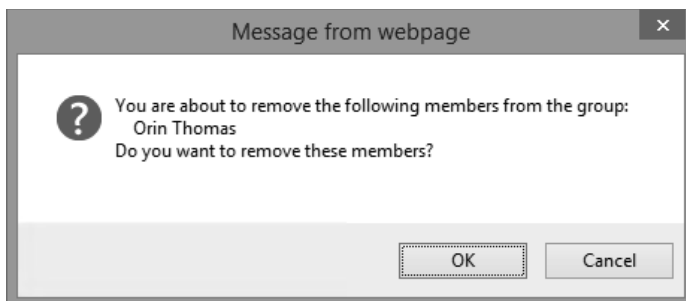 Message from webpage
You are about to remove the following members from the group:
Orin Thomas
Do you want to remove these members?
OK
Cancel